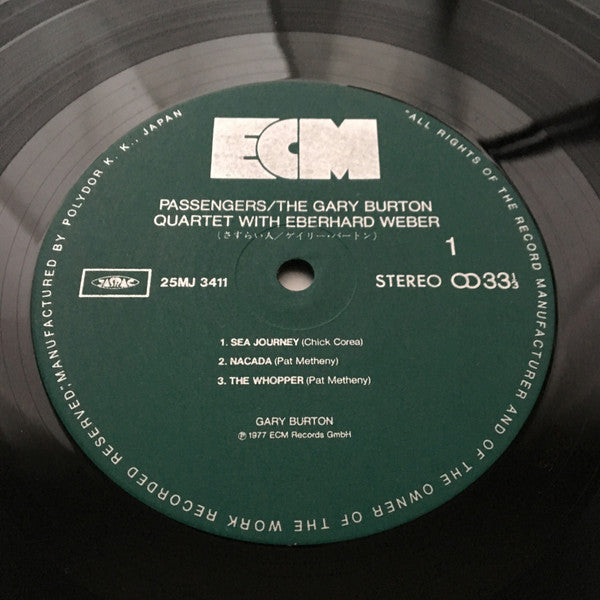 ECM
PASSENGERS/THE GARY BURTON
QUARTET WITH EBERHARD WEBER
(さすらい人/ゲイリー・バートン)
1
JASRAC
25MJ 3411
STEREO Ꝏ 33⅓
1. SEA JOURNEY (Chick Corea)
2. NACADA (Pat Metheny)
3. THE WHOPPER (Pat Metheny)
GARY BURTON
℗ 1977 ECM Records GmbH
*ALL RIGHTS OF THE RECORD MANUFACTURER AND OF THE OWNER OF THE WORK RECORDED RESERVED: MANUFACTURED BY POLYDOR K. K., JAPAN